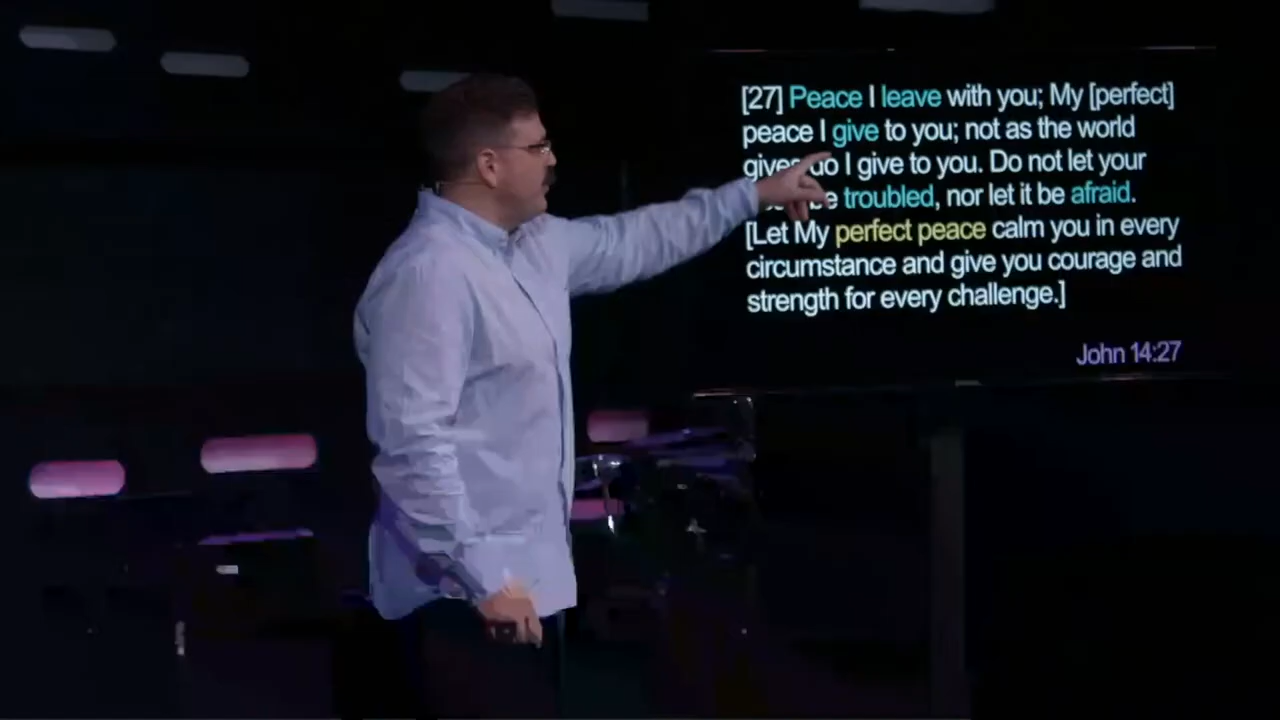 [27] Peace I leave with you; My [perfect]
peace I give to you; not as the world
gives do I give to you. Do not let your
be troubled, nor let it be afraid.
[Let My perfect peace calm you in every
circumstance and give you courage and
strength for every challenge.]
John 14:27